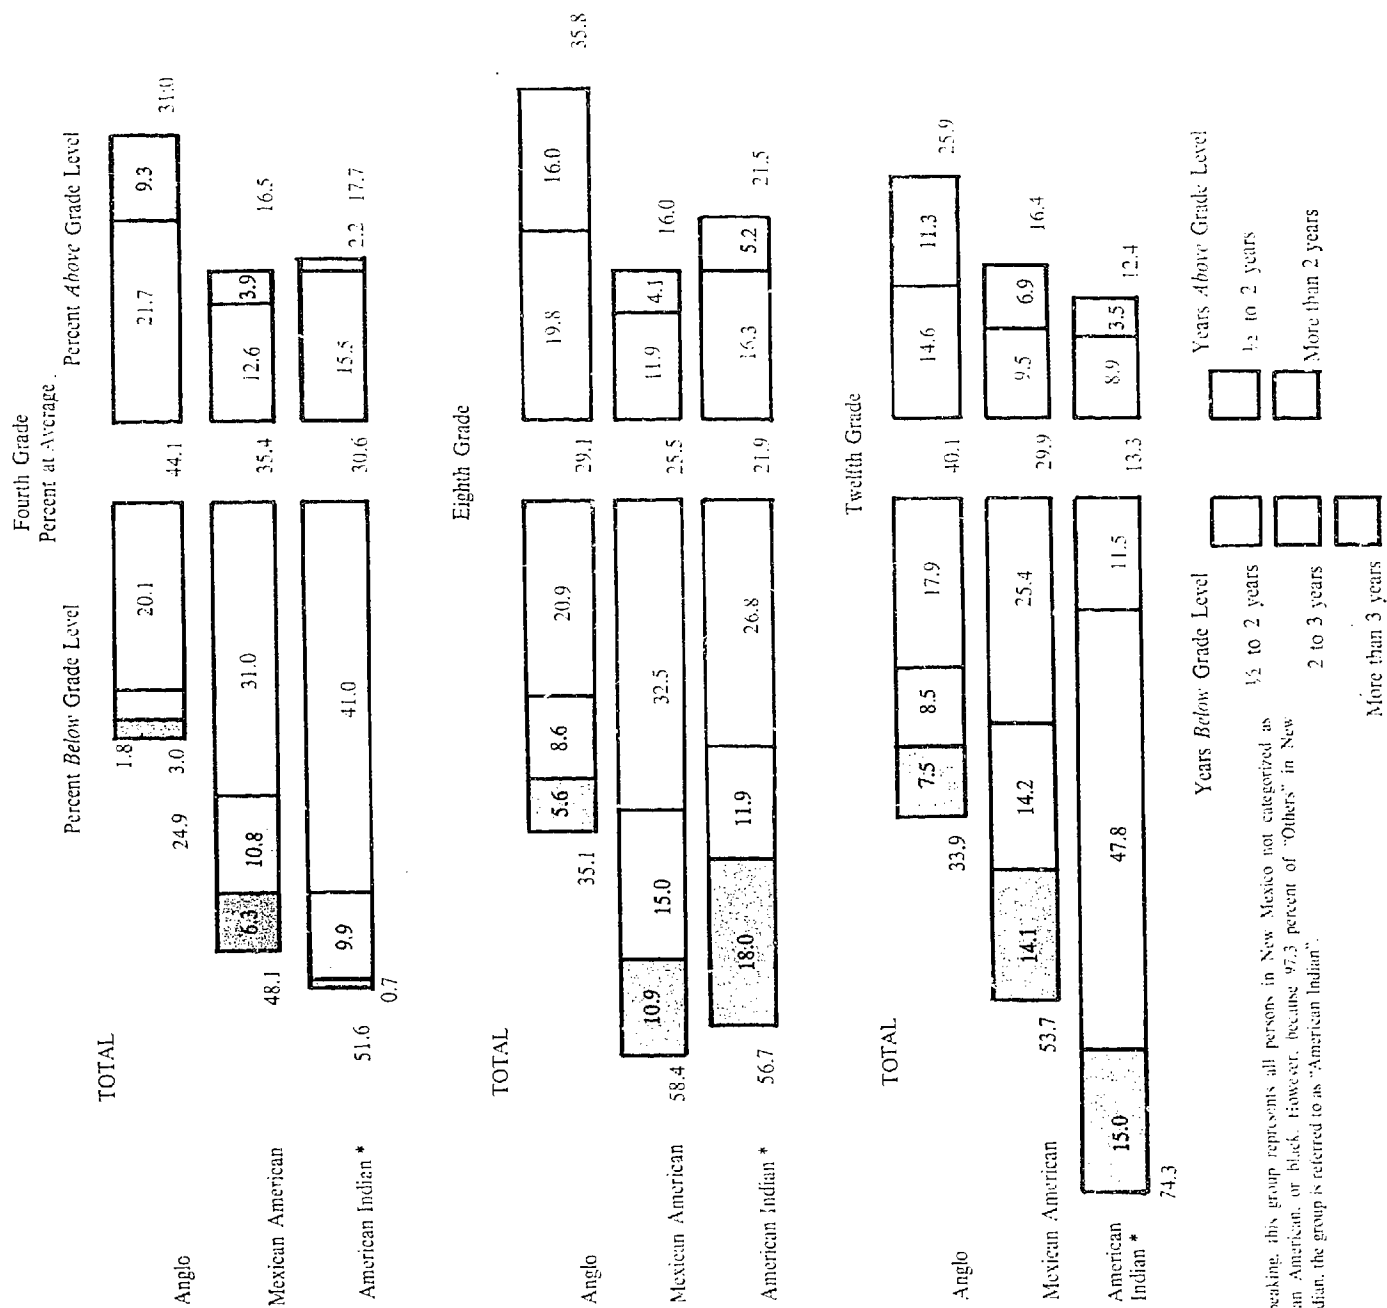 Fourth Grade
Percent at Average
Percent Below Grade Level
Percent Above Grade Level
TOTAL
Anglo
24.9
1.8
3.0
20.1
44.1
21.7
9.3
31.0
Mexican American
48.1
6.3
10.8
31.0
35.4
12.6
3.9
16.5
American Indian *
51.6
0.7
9.9
41.0
30.6
15.5
2.2
17.7
Eighth Grade
TOTAL
Anglo
35.1
5.6
8.6
20.9
29.1
19.8
16.0
35.8
Mexican American
58.4
10.9
15.0
32.5
25.5
11.9
4.1
16.0
American Indian *
56.7
18.0
11.9
26.8
21.9
16.3
5.2
21.5
Twelfth Grade
TOTAL
Anglo
33.9
7.5
8.5
17.9
40.1
14.6
11.3
25.9
Mexican American
53.7
14.1
14.2
25.4
29.9
9.5
6.9
16.4
American
Indian *
74.3
15.0
47.8
11.5
13.3
8.9
3.5
12.4
Years Below Grade Level
½ to 2 years
2 to 3 years
More than 3 years
Years Above Grade Level
½ to 2 years
More than 2 years
this group represents all persons in New Mexico not categorized as
American, or black. However, because 97.3 percent of "Others" in New
the group is referred to as "American Indian".